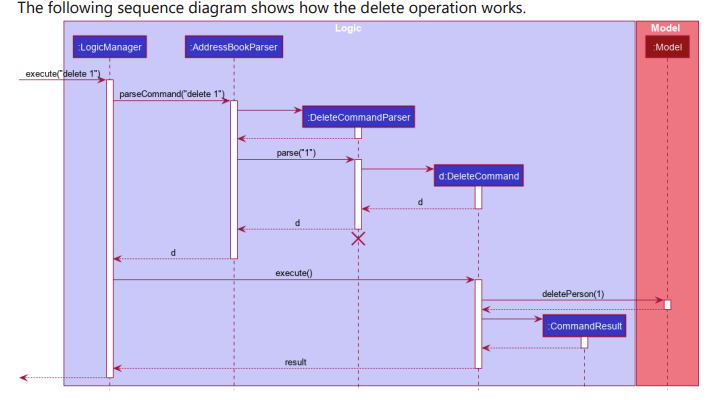 The following sequence diagram shows how the delete operation works.
Logic
Model
:LogicManager
:AddressBookParser
:Model
execute("delete 1")
parseCommand("delete 1")
:DeleteCommandParser
parse("1")
d:DeleteCommand
d
d
d
execute()
deletePerson(1)
:CommandResult
result